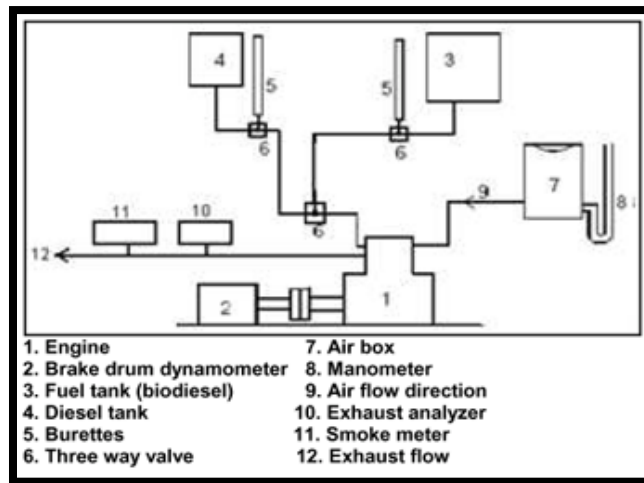 4
5
5
3
6
6
9
7
8
6
11
10
12
2
1
1. Engine
2. Brake drum dynamometer
3. Fuel tank (biodiesel)
4. Diesel tank
5. Burettes
6. Three way valve
7. Air box
8. Manometer
9. Air flow direction
10. Exhaust analyzer
11. Smoke meter
12. Exhaust flow